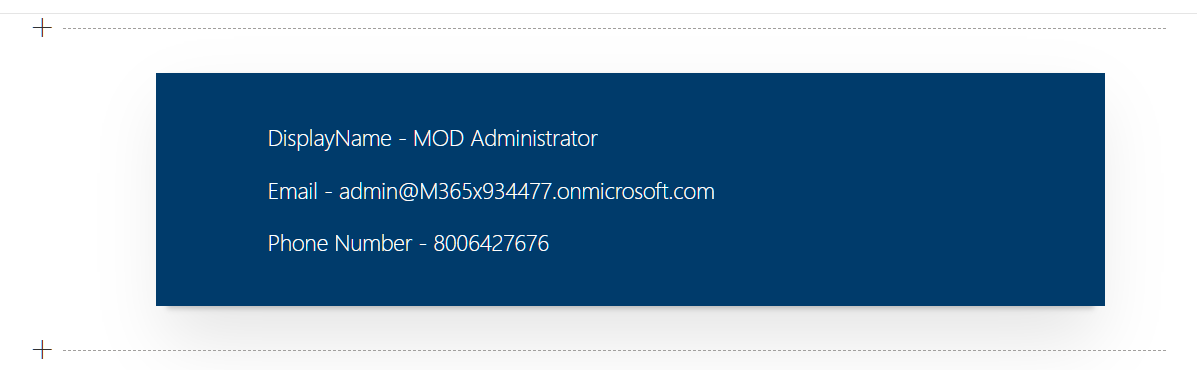 DisplayName - MOD Administrator
Email - admin@M365x934477.onmicrosoft.com
Phone Number - 8006427676